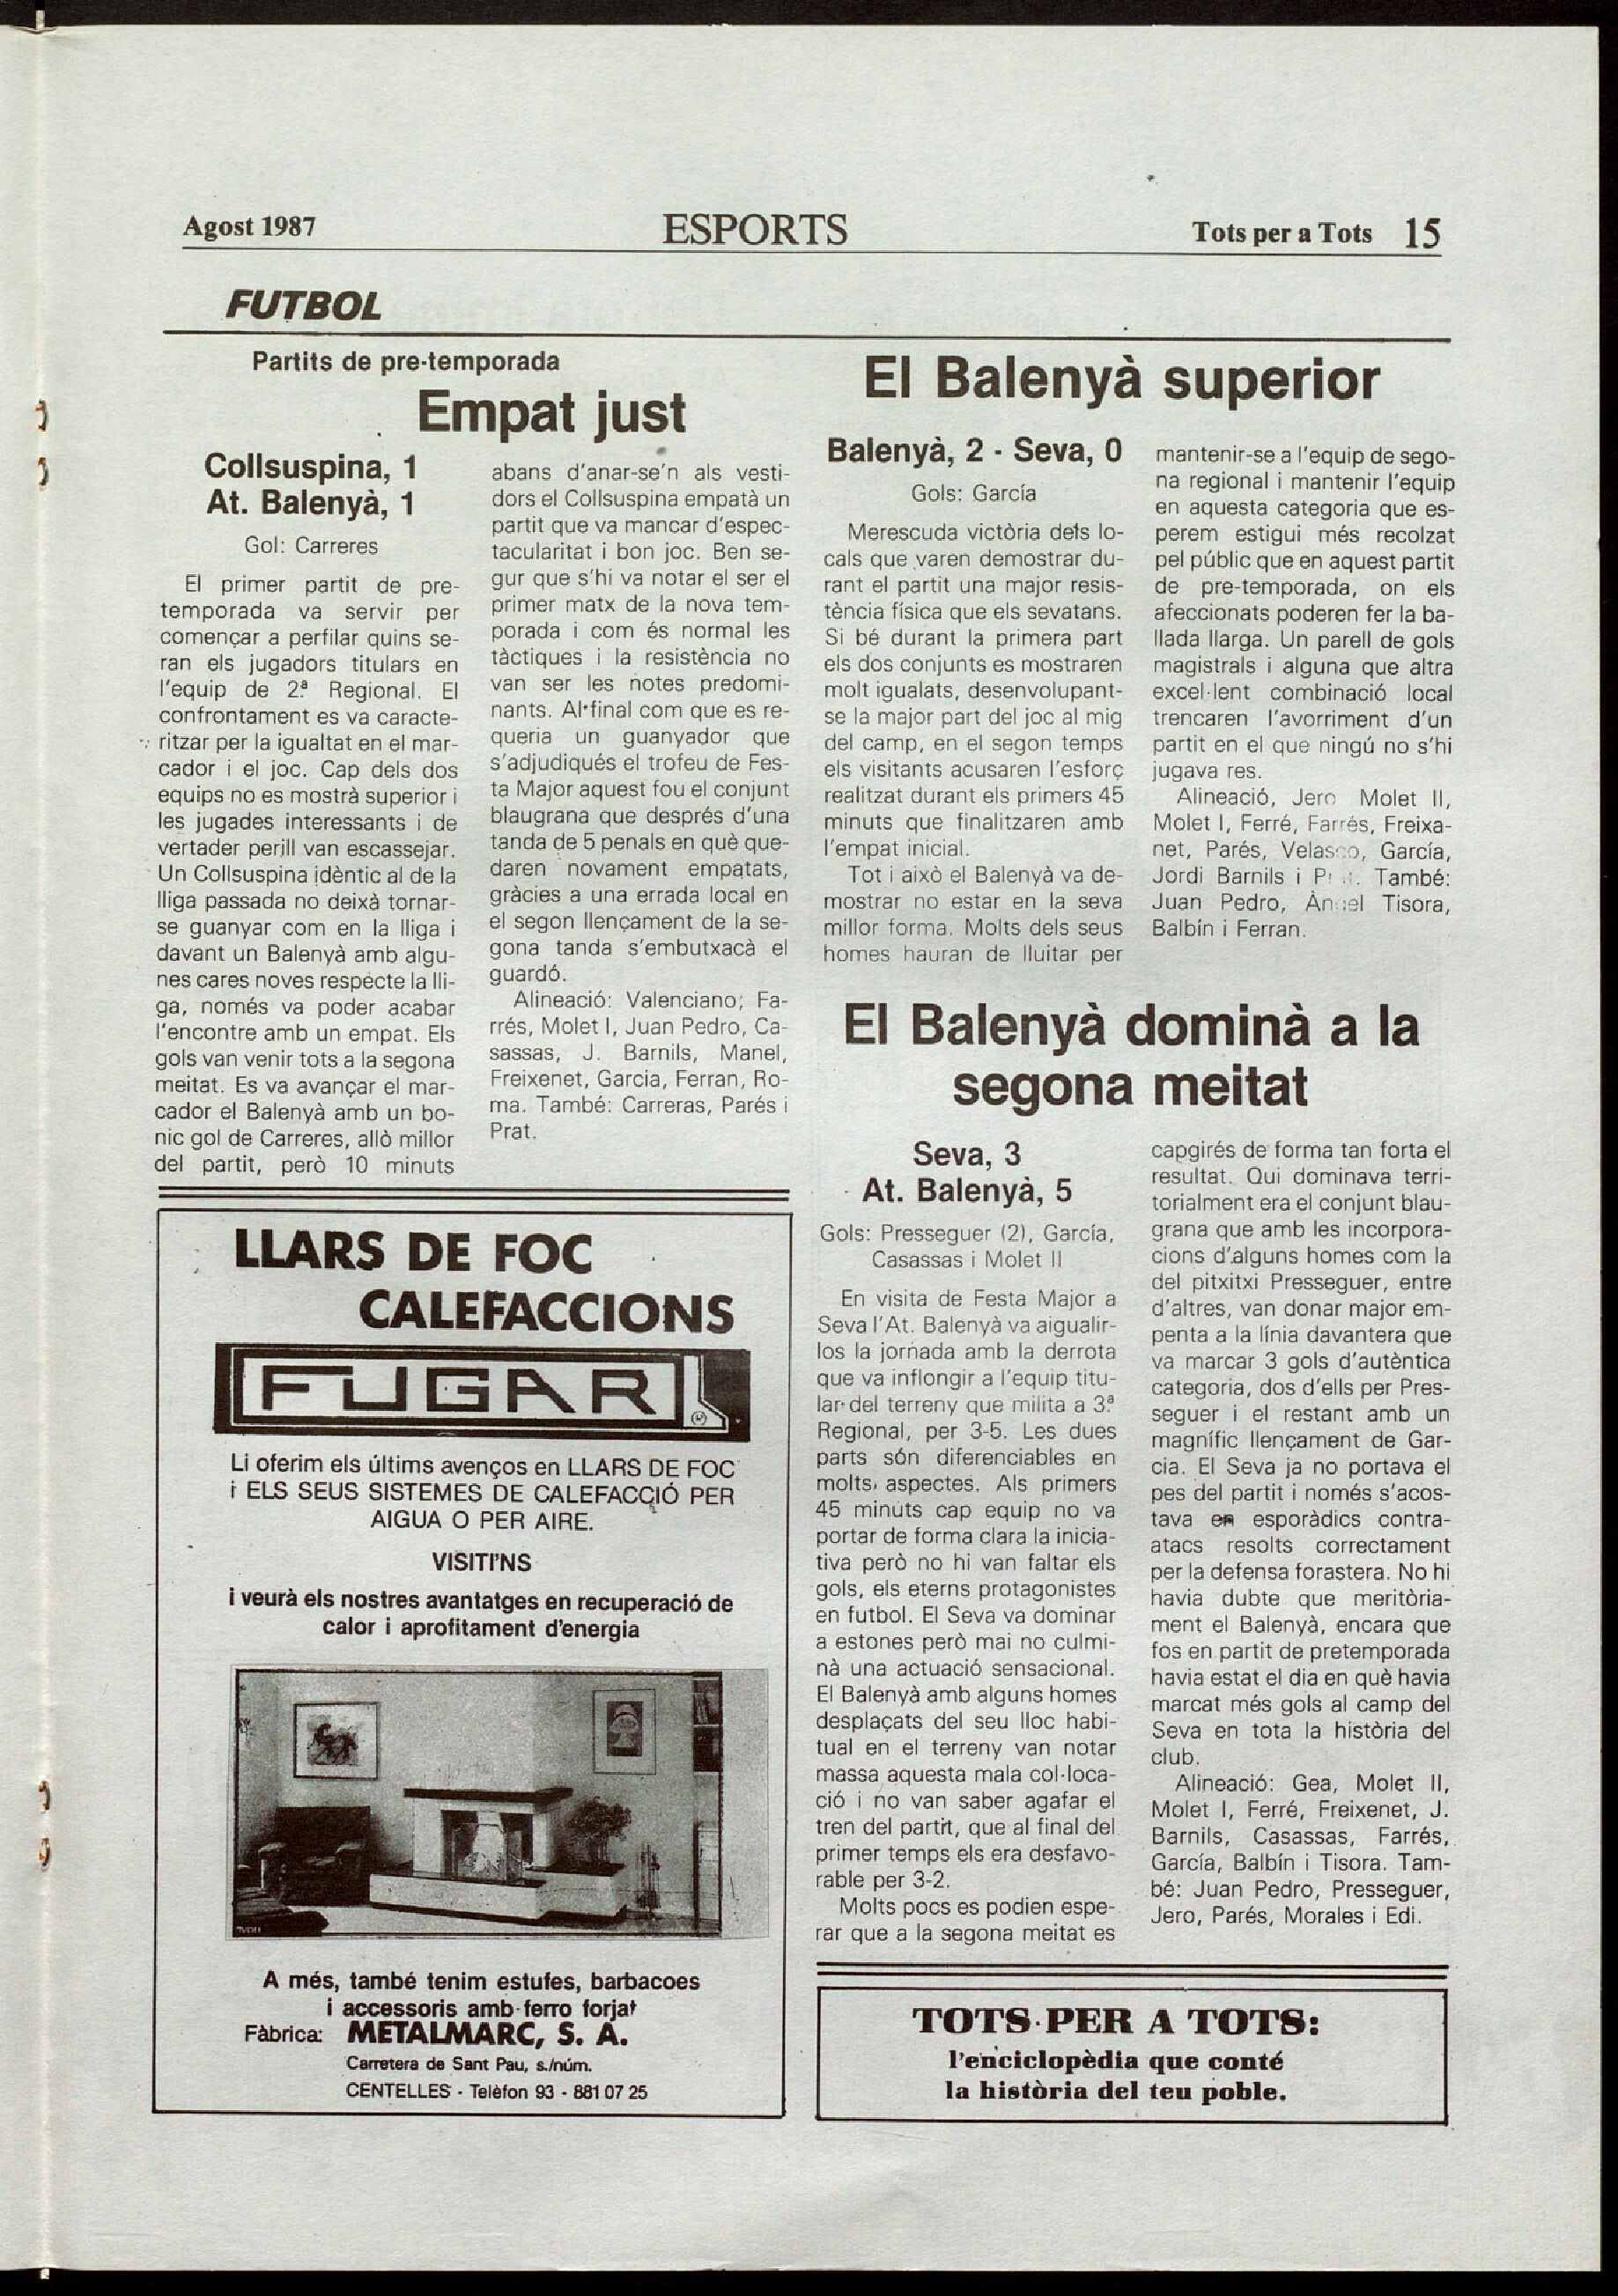 Agost 1987
ESPORTS
Tots per a Tots 15
FUTBOL
Partits de pre-temporada
Empat just
Collsuspina, 1
At. Balenyà, 1
Gol: Carreres
El primer partit de pre-
temporada va servir per
començar a perfilar quins se-
ran els jugadors titulars en
l'equip de 2.ª Regional. El
confrontament es va caracte-
ritzar per la igualtat en el mar-
cador i el joc. Cap dels dos
equips no es mostrà superior i
les jugades interessants i de
vertader perill van escassejar.
Un Collsuspina idèntic al de la
lliga passada no deixà tornar-
se guanyar com en la lliga i
davant un Balenyà amb algu-
nes cares noves respecte la lli-
ga, només va poder acabar
l'encontre amb un empat. Els
gols van venir tots a la segona
meitat. Es va avançar el mar-
cador el Balenyà amb un bo-
nic gol de Carreres, allò millor
del partit, però 10 minuts
abans d'anar-se'n als vesti-
dors el Collsuspina empatà un
partit que va mancar d'espec-
tacularitat i bon joc. Ben se-
gur que s'hi va notar el ser el
primer matx de la nova tem-
porada i com és normal les
tàctiques i la resistència no
van ser les notes predomi-
nants. Al final com que es re-
queria un guanyador que
s'adjudiqués el trofeu de Fes-
ta Major aquest fou el conjunt
blaugrana que després d'una
tanda de 5 penals en què que-
daren novament empatats,
gràcies a una errada local en
el segon llençament de la se-
gona tanda s'embutxacà el
guardó.
Alineació: Valenciano; Fa-
rrés, Molet I, Juan Pedro, Ca-
sassas, J. Barnils, Manel,
Freixenet, Garcia, Ferran, Ro-
ma. També: Carreras, Parés i
Prat.
LLARS DE FOC
CALEFACCIONS
FUGAR
Li oferim els últims avenços en LLARS DE FOC
i ELS SEUS SISTEMES DE CALEFACCIÓ PER
AIGUA O PER AIRE.
VISITI'NS
i veurà els nostres avantatges en recuperació de
calor i aprofitament d'energia
A més, també tenim estufes, barbacoes
i accessoris amb ferro forjat
Fàbrica: METALMARC, S. A.
Carretera de Sant Pau, s./núm.
CENTELLES - Telèfon 93 - 881 07 25
El Balenyà superior
Balenyà, 2 - Seva, 0
Gols: García
Merescuda victòria dels lo-
cals que varen demostrar du-
rant el partit una major resis-
tència física que els sevatans.
Si bé durant la primera part
els dos conjunts es mostraren
molt igualats, desenvolupant-
se la major part del joc al mig
del camp, en el segon temps
els visitants acusaren l'esforç
realitzat durant els primers 45
minuts que finalitzaren amb
l'empat inicial.
Tot i això el Balenyà va de-
mostrar no estar en la seva
millor forma. Molts dels seus
homes hauran de lluitar per
mantenir-se a l'equip de sego-
na regional i mantenir l'equip
en aquesta categoria que es-
perem estigui més recolzat
pel públic que en aquest partit
de pre-temporada, on els
afeccionats poderen fer la ba-
llada llarga. Un parell de gols
magistrals i alguna que altra
excel·lent combinació local
trencaren l'avorriment d'un
partit en el que ningú no s'hi
jugava res.
Alineació, Jero Molet II,
Molet I, Ferré, Farrés, Freixa-
net, Parés, Velasco, García,
Jordi Barnils i També:
Juan Pedro, Àngel Tisora,
Balbín i Ferran.
El Balenyà dominà a la
segona meitat
Seva, 3
At. Balenyà, 5
Gols: Presseguer (2), García,
Casassas i Molet II
En visita de Festa Major a
Seva l'At. Balenyà va aigualir-
los la jornada amb la derrota
que va inflongir a l'equip titu-
lar del terreny que milita a 3.ª
Regional, per 3-5. Les dues
parts són diferenciables en
molts aspectes. Als primers
45 minuts cap equip no va
portar de forma clara la inicia-
tiva però no hi van faltar els
gols, els eterns protagonistes
en futbol. El Seva va dominar
a estones però mai no culmi-
nà una actuació sensacional.
El Balenyà amb alguns homes
desplaçats del seu lloc habi-
tual en el terreny van notar
massa aquesta mala col·loca-
ció i no van saber agafar el
tren del partit, que al final del
primer temps els era desfavo-
rable per 3-2.
Molts pocs es podien espe-
rar que a la segona meitat es
capgirés de forma tan forta el
resultat. Qui dominava terri-
torialment era el conjunt blau-
grana que amb les incorpora-
cions d'alguns homes com la
del pitxitxi Presseguer, entre
d'altres, van donar major em-
penta a la línia davantera que
va marcar 3 gols d'autèntica
categoria, dos d'ells per Pres-
seguer i el restant amb un
magnífic llençament de Gar-
cia. El Seva ja no portava el
pes del partit i només s'acos-
tava en esporàdics contra-
atacs resolts correctament
per la defensa forastera. No hi
havia dubte que meritòria-
ment el Balenyà, encara que
fos en partit de pretemporada
havia estat el dia en què havia
marcat més gols al camp del
Seva en tota la història del
club.
Alineació: Gea, Molet II,
Molet I, Ferré, Freixenet, J.
Barnils, Casassas, Farrés,
García, Balbín i Tisora. Tam-
bé: Juan Pedro, Presseguer,
Jero, Parés, Morales i Edi.
TOTS PER A TOTS:
l'enciclopèdia que conté
la història del teu poble.